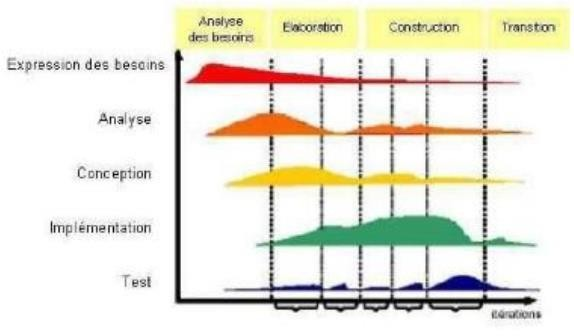 Analyse
des besoins
Elaboration
Construction
Transition
Expression des besoins
Analyse
Conception
Implémentation
Test
itérations